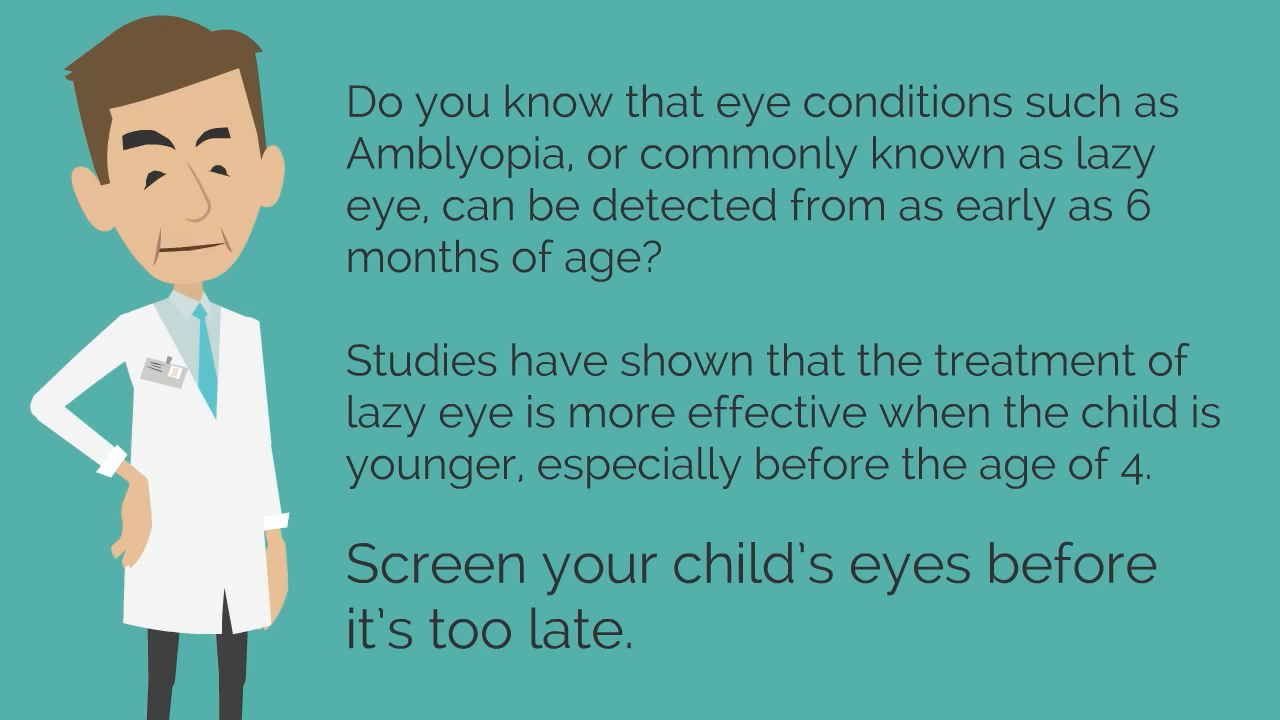 Do you know that eye conditions such as
Amblyopia, or commonly known as lazy
eye, can be detected from as early as 6
months of age?
Studies have shown that the treatment of
lazy eye is more effective when the child is
younger, especially before the age of 4.
Screen your child's eyes before
it's too late.